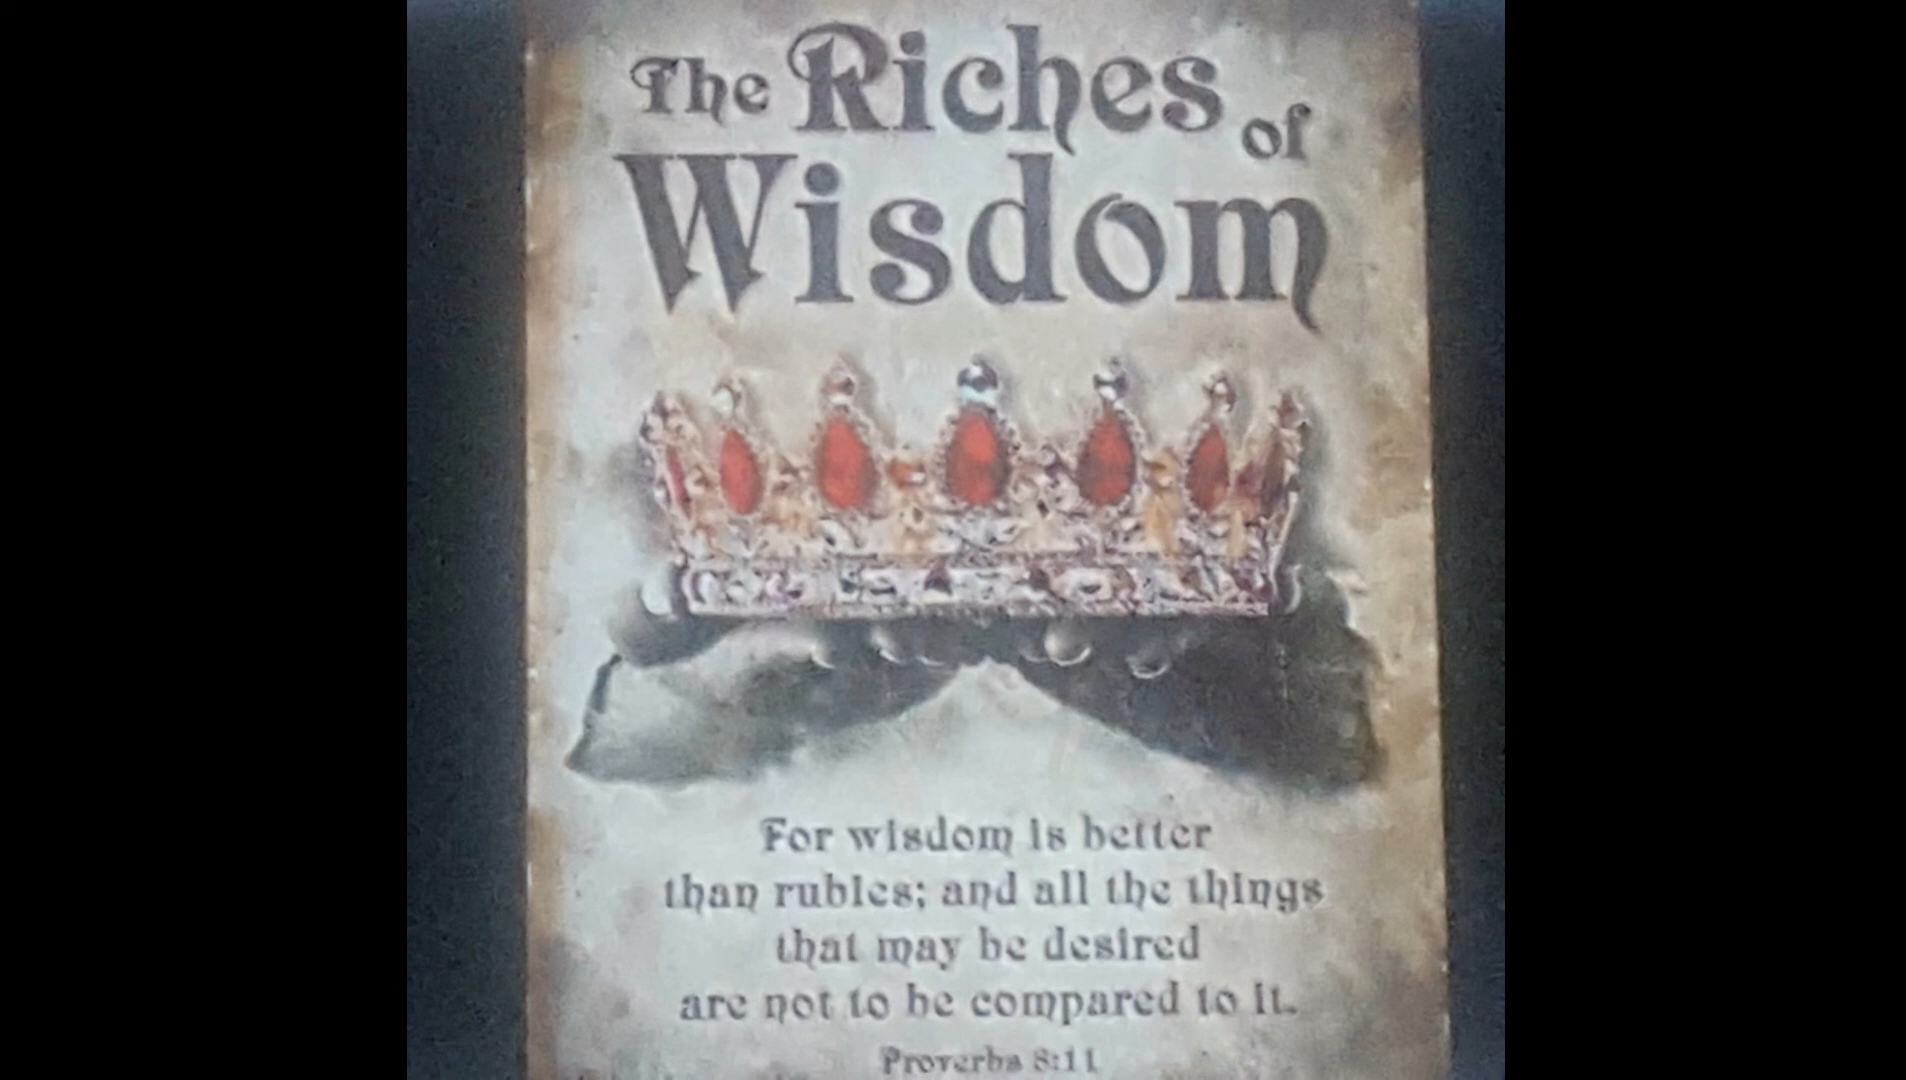 The Riches of
Wisdom
For wisdom is better
than rubies; and all the things
that may be desired
are not to be compared to it.
Proverbs 8:11